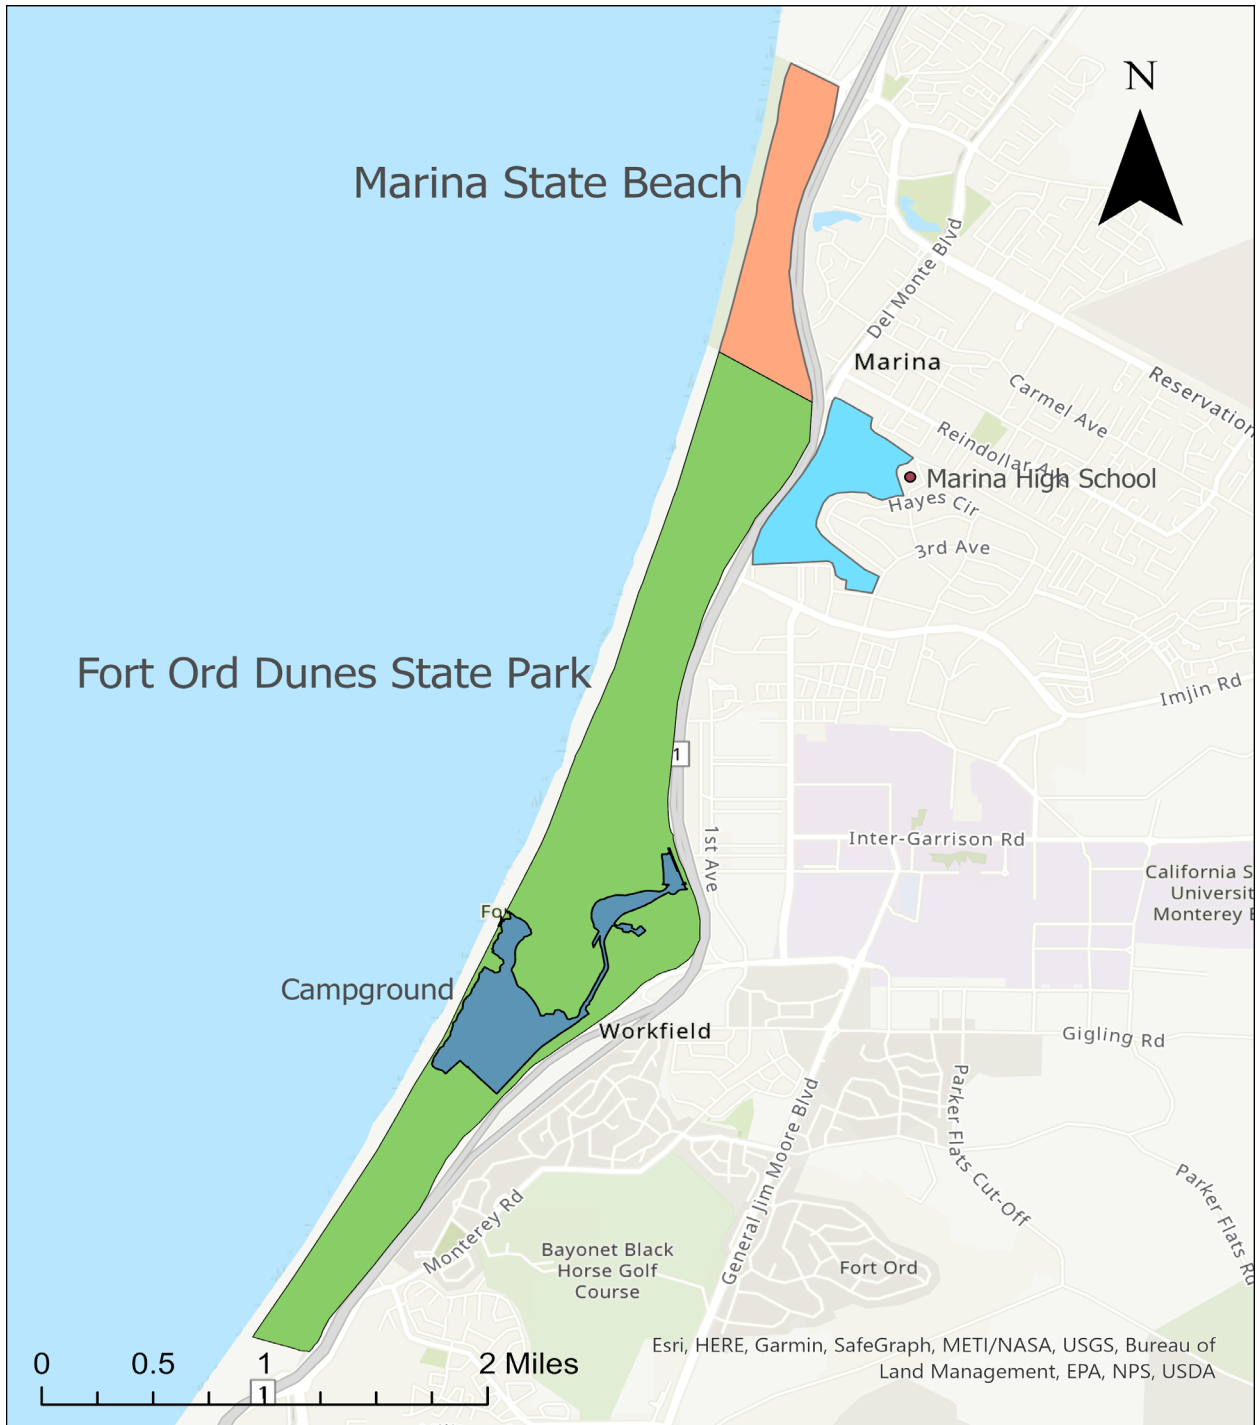 N
Marina State Beach
Del Monte Blvd
Marina
Reservation
Carmel Ave
Reindollar Ave
Marina High School
Hayes Cir
3rd Ave
Fort Ord Dunes State Park
Imjin Rd
1
1st Ave
Inter-Garrison Rd
California S
Universit
Monterey
Fo
Campground
Workfield
Gigling Rd
Parker Flats Cut-Off
General Jim Moore Blvd
Parker Flats Rd
Monterey Rd
Bayonet Black
Horse Golf
Course
Fort Ord
Esri, HERE, Garmin, SafeGraph, METI/NASA, USGS, Bureau of
Land Management, EPA, NPS, USDA
0 0.5 1 2 Miles
1